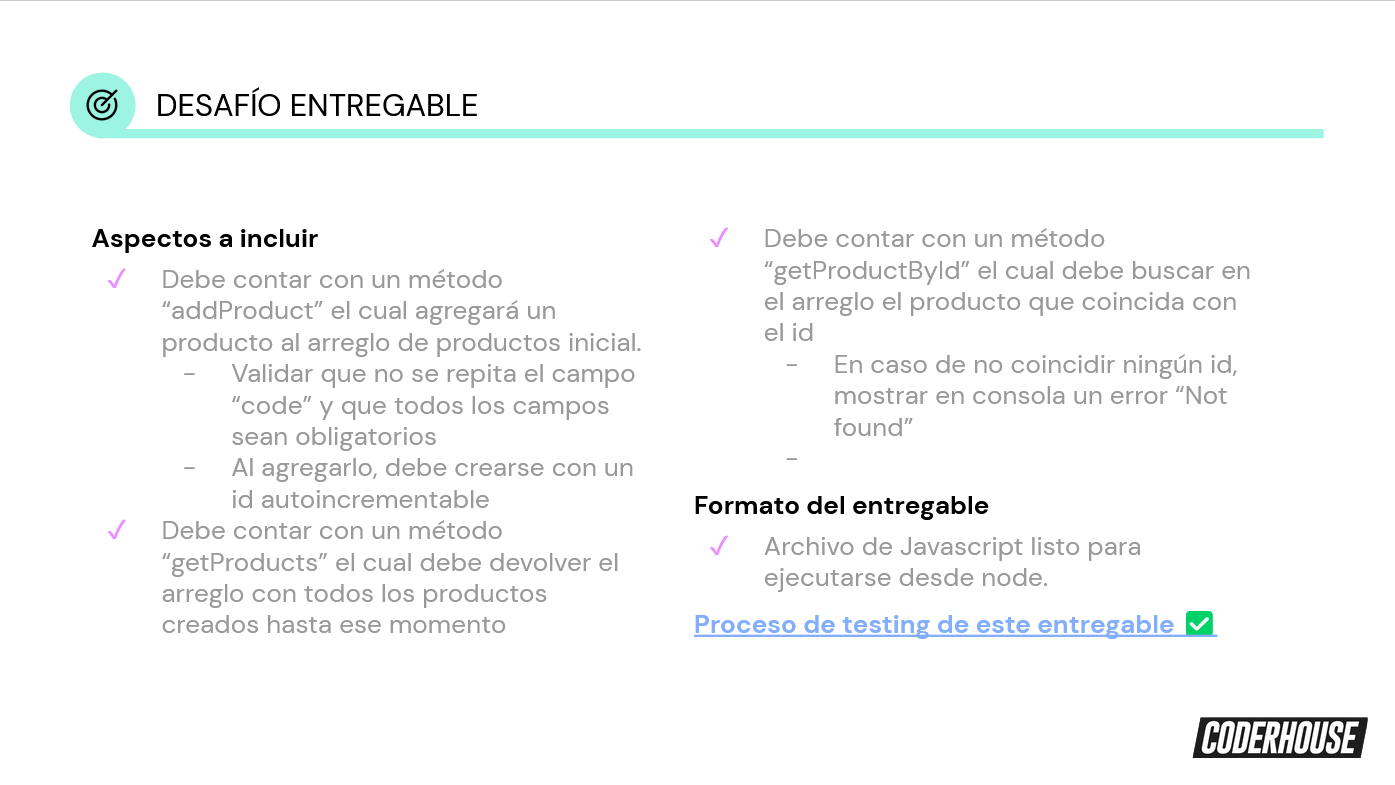 DESAFÍO ENTREGABLE
Aspectos a incluir
✓ Debe contar con un método
“addProduct” el cual agregará un
producto al arreglo de productos inicial.
- Validar que no se repita el campo
“code” y que todos los campos
sean obligatorios
- Al agregarlo, debe crearse con un
id autoincrementable
✓ Debe contar con un método
“getProducts” el cual debe devolver el
arreglo con todos los productos
creados hasta ese momento
✓ Debe contar con un método
“getProductById” el cual debe buscar en
el arreglo el producto que coincida con
el id
- En caso de no coincidir ningún id,
mostrar en consola un error “Not
found”
-
Formato del entregable
✓ Archivo de Javascript listo para
ejecutarse desde node.
Proceso de testing de este entregable ✅
CODERHOUSE